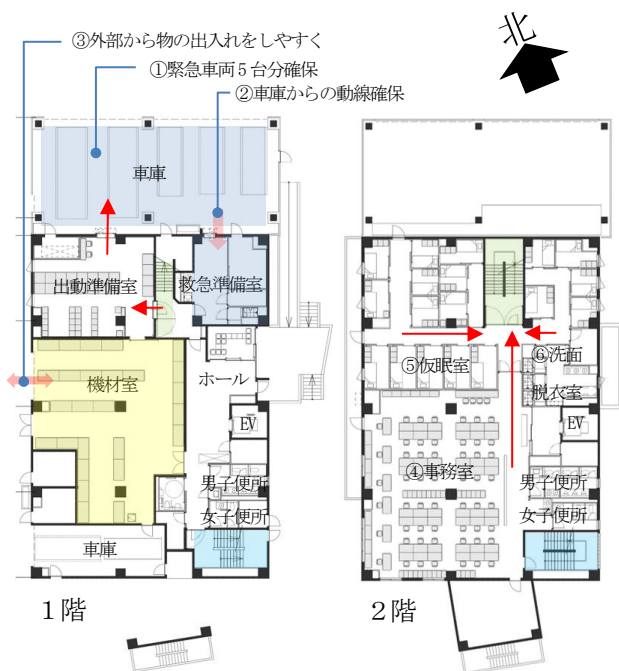 ③外部から物の出入れをしやすく
①緊急車両５台分確保
②車庫からの動線確保
北
車庫
出動準備室
救急準備室
機材室
ホール
EV
男子便所
女子便所
車庫
１階
⑤仮眠室
⑥洗面
脱衣室
EV
④事務室
男子便所
女子便所
２階